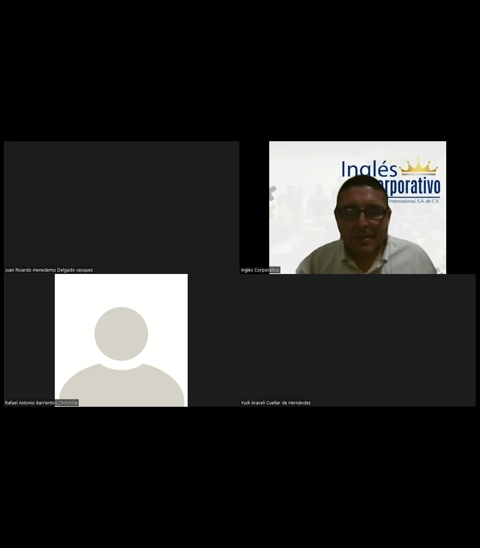 Inglés
orporativo
International. S.A. de C.V.
Juan Ricardo menedemo Delgado vasquez
Inglés Corporativo
Rafael Antonio Barrientos Chinchilla
Yudi Araceli Cuellar de Hernández